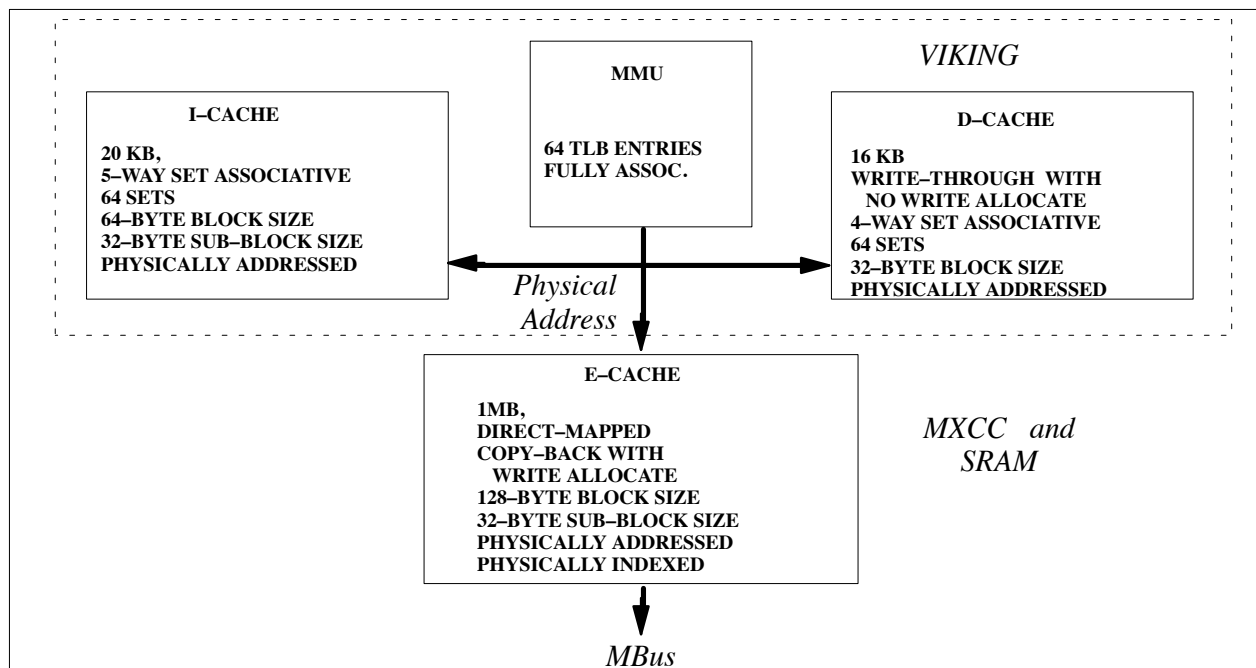 VIKING
MMU
64 TLB ENTRIES
FULLY ASSOC.
I–CACHE
20 KB,
5–WAY SET ASSOCIATIVE
64 SETS
64–BYTE BLOCK SIZE
32–BYTE SUB–BLOCK SIZE
PHYSICALLY ADDRESSED
D–CACHE
16 KB
WRITE–THROUGH WITH
NO WRITE ALLOCATE
4–WAY SET ASSOCIATIVE
64 SETS
32–BYTE BLOCK SIZE
PHYSICALLY ADDRESSED
Physical
Address
E–CACHE
1MB,
DIRECT–MAPPED
COPY–BACK WITH
WRITE ALLOCATE
128–BYTE BLOCK SIZE
32–BYTE SUB–BLOCK SIZE
PHYSICALLY ADDRESSED
PHYSICALLY INDEXED
MXCC and
SRAM
MBus